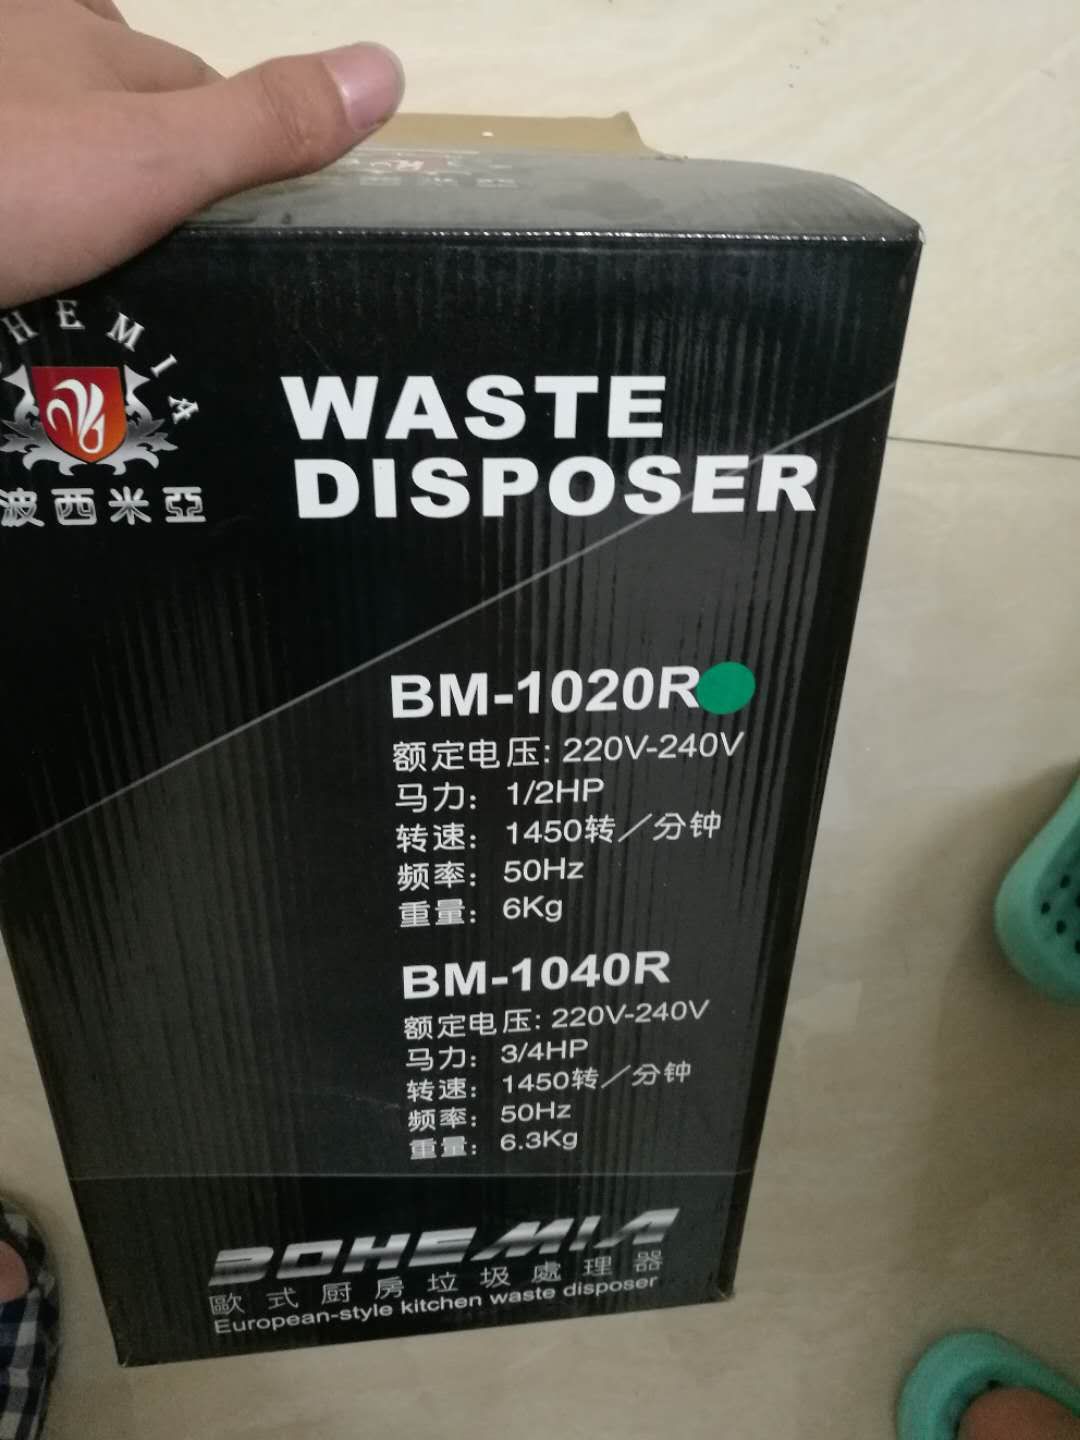 HEMIA
波西米亞
WASTE
DISPOSER
BM-1020R
额定电压: 220V-240V
马力: 1/2HP
转速: 1450转/分钟
频率: 50Hz
重量: 6Kg
BM-1040R
额定电压: 220V-240V
马力: 3/4HP
转速: 1450转/分钟
频率: 50Hz
重量: 6.3Kg
BOHEMIA
歐式厨房垃圾處理器
European-style kitchen waste disposer